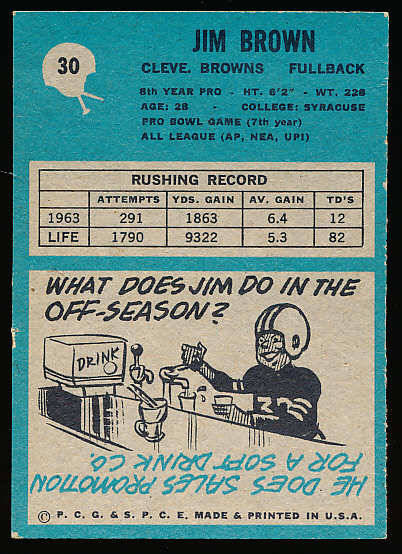 30
JIM BROWN
CLEVE. BROWNS FULLBACK
8th YEAR PRO - HT. 6'2" - WT. 228
AGE: 28 - COLLEGE: SYRACUSE
PRO BOWL GAME (7th year)
ALL LEAGUE (AP, NEA, UPI)
RUSHING RECORD
ATTEMPTS YDS. GAIN AV. GAIN TD'S
1963 291 1863 6.4 12
LIFE 1790 9322 5.3 82
WHAT DOES JIM DO IN THE
OFF-SEASON?
DRINK
32
HE DOES SALES PROMOTION
FOR A SOFT DRINK CO.
© P. C. G. & S. P. C. E. MADE & PRINTED IN U.S.A.